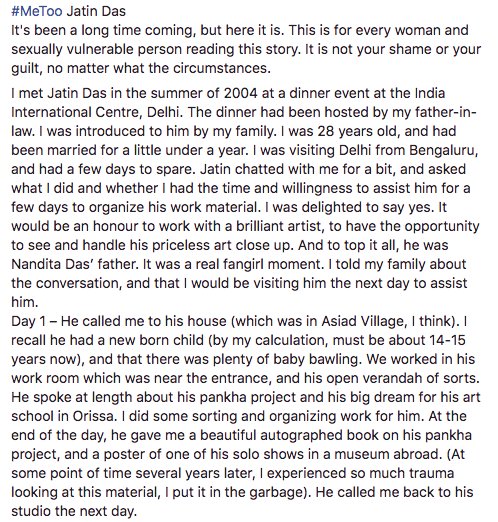 #MeToo Jatin Das
It's been a long time coming, but here it is. This is for every woman and
sexually vulnerable person reading this story. It is not your shame or your
guilt, no matter what the circumstances.
I met Jatin Das in the summer of 2004 at a dinner event at the India
International Centre, Delhi. The dinner had been hosted by my father-in-
law. I was introduced to him by my family. I was 28 years old, and had
been married for a little under a year. I was visiting Delhi from Bengaluru,
and had a few days to spare. Jatin chatted with me for a bit, and asked
what I did and whether I had the time and willingness to assist him for a
few days to organize his work material. I was delighted to say yes. It
would be an honour to work with a brilliant artist, to have the opportunity
to see and handle his priceless art close up. And to top it all, he was
Nandita Das' father. It was a real fangirl moment. I told my family about
the conversation, and that I would be visiting him the next day to assist
him.
Day 1 – He called me to his house (which was in Asiad Village, I think). I
recall he had a new born child (by my calculation, must be about 14-15
years now), and that there was plenty of baby bawling. We worked in his
work room which was near the entrance, and his open verandah of sorts.
He spoke at length about his pankha project and his big dream for his art
school in Orissa. I did some sorting and organizing work for him. At the
end of the day, he gave me a beautiful autographed book on his pankha
project, and a poster of one of his solo shows in a museum abroad. (At
some point of time several years later, I experienced so much trauma
looking at this material, I put it in the garbage). He called me back to his
studio the next day.